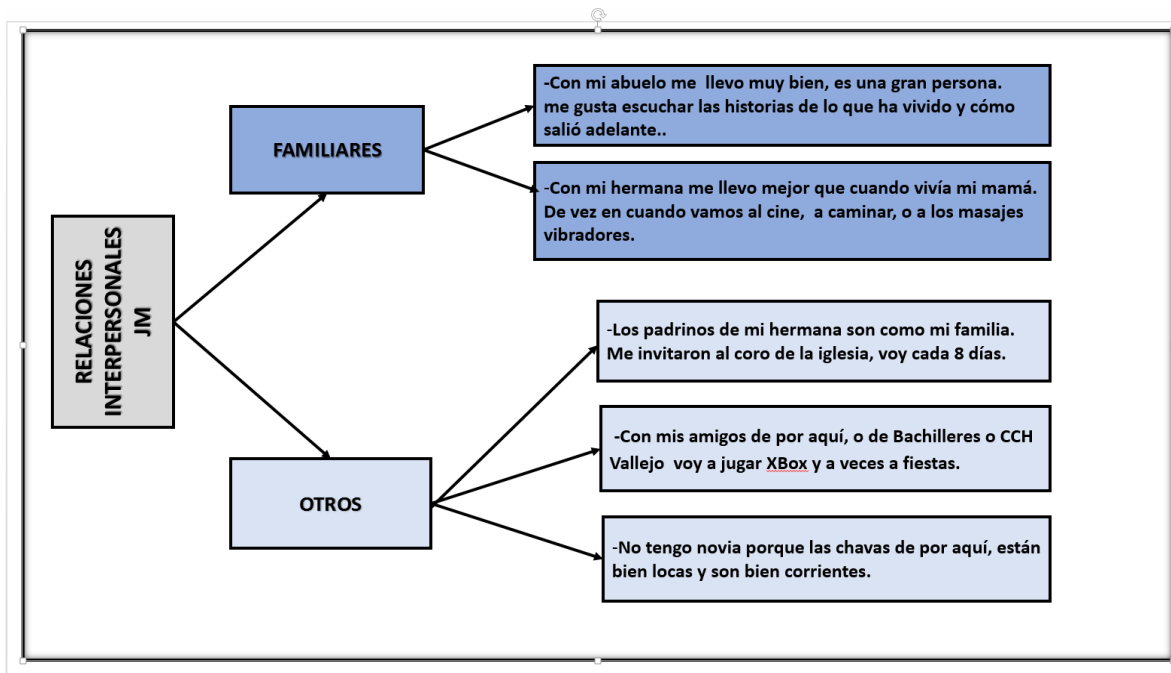 RELACIONES
INTERPERSONALES
JM
FAMILIARES
-Con mi abuelo me llevo muy bien, es una gran persona.
me gusta escuchar las historias de lo que ha vivido y cómo
salió adelante..
-Con mi hermana me llevo mejor que cuando vivía mi mamá.
De vez en cuando vamos al cine, a caminar, o a los masajes
vibradores.
OTROS
-Los padrinos de mi hermana son como mi familia.
Me invitaron al coro de la iglesia, voy cada 8 días.
-Con mis amigos de por aquí, o de Bachilleres o CCH
Vallejo voy a jugar XBox y a veces a fiestas.
-No tengo novia porque las chavas de por aquí, están
bien locas y son bien corrientes.